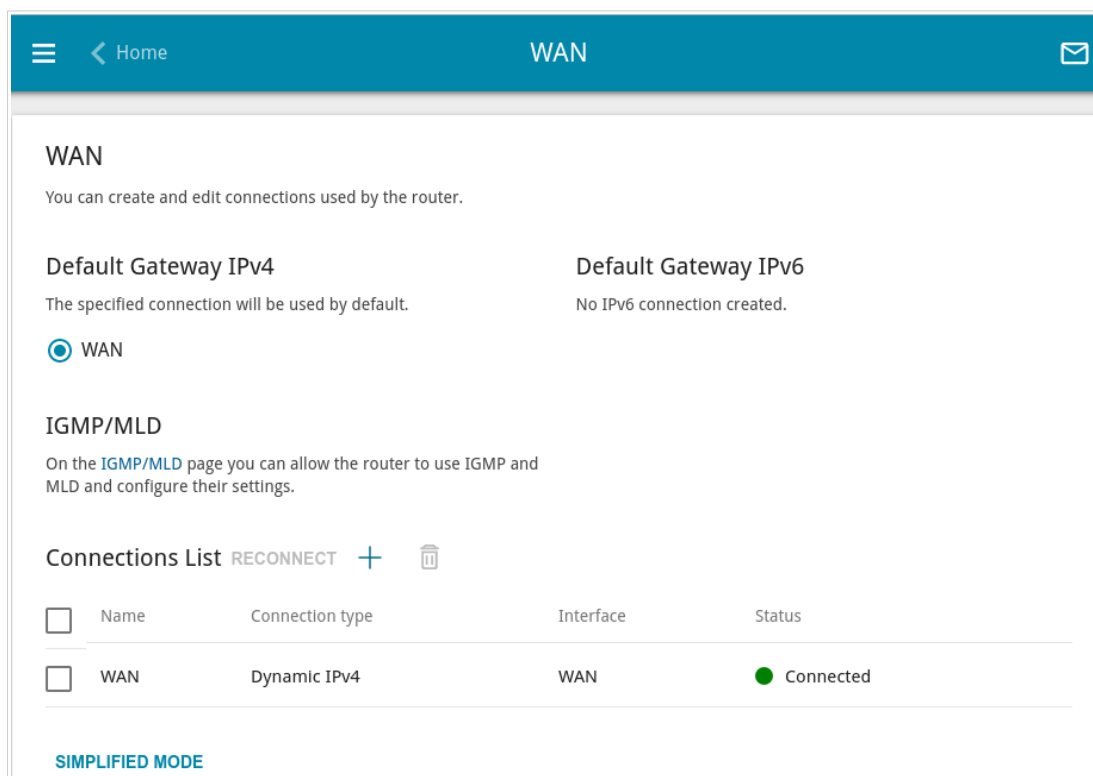 Home
WAN
WAN
You can create and edit connections used by the router.
Default Gateway IPv4
The specified connection will be used by default.
WAN
Default Gateway IPv6
No IPv6 connection created.
IGMP/MLD
On the IGMP/MLD page you can allow the router to use IGMP and
MLD and configure their settings.
Connections List RECONNECT
Name Connection type Interface Status
WAN Dynamic IPv4 WAN Connected
SIMPLIFIED MODE